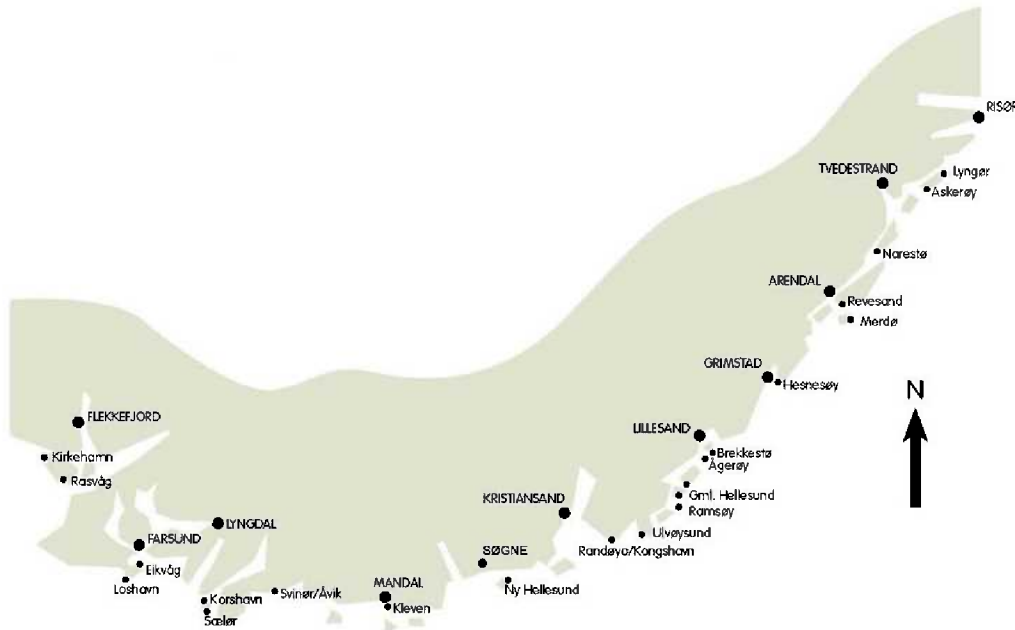 RISØR
Lyngør
TVEDESTRAND
Askerøy
Narestø
ARENDAL
Revesand
Merdø
GRIMSTAD
Hesnesøy
N
FLEKKEFJORD
LILLESAND
Brekkestø
Kirkehamn
Ågerøy
Rasvåg
Gml. Hellesund
KRISTIANSAND
Ramsøy
LYNGDAL
Ulvøysund
FARSUND
Randøya/Kongshavn
SØGNE
Eikvåg
Loshavn
Ny Hellesund
Svinør/Åvik
MANDAL
Korshavn
Kleven
Sælør